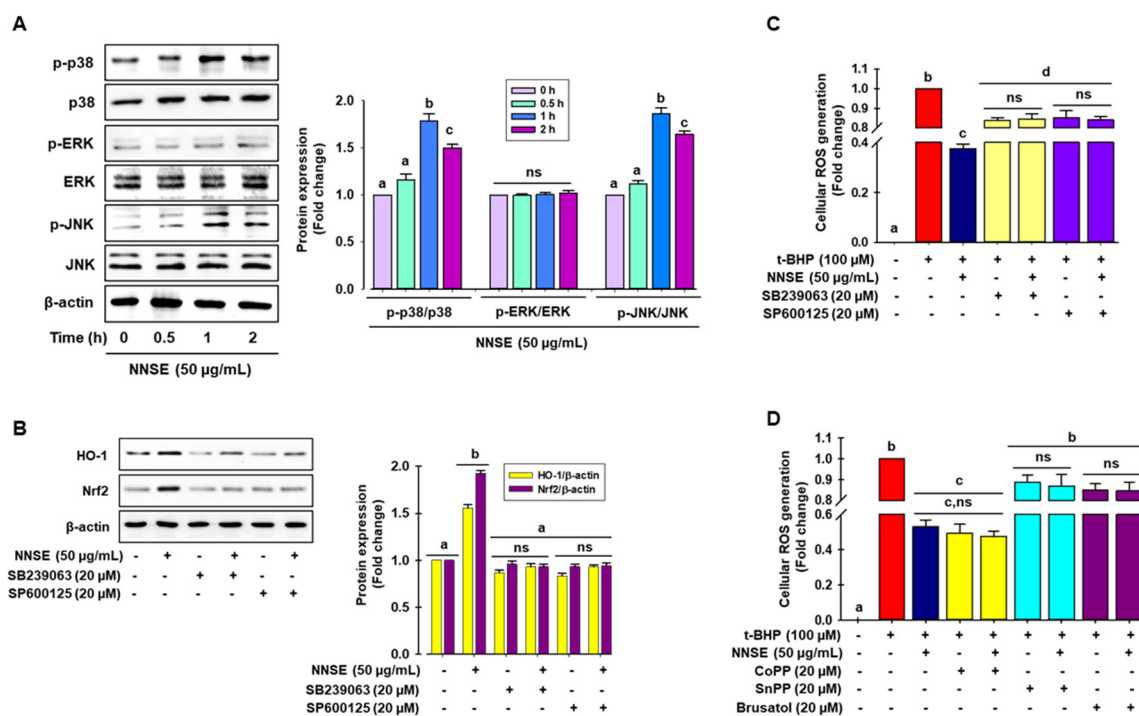 A
p-p38
p38
p-ERK
ERK
p-JNK
JNK
β-actin
Time (h) 0 0.5 1 2
NNSE (50 µg/mL)
Protein expression
(Fold change)
2.0
1.5
1.0
0.0
0 h
0.5 h
1 h
2 h
a a b c
ns
a a b c
p-p38/p38 p-ERK/ERK p-JNK/JNK
NNSE (50 µg/mL)
B
HO-1
Nrf2
β-actin
NNSE (50 µg/mL) - + - + - +
SB239063 (20 µM) - - + + - -
SP600125 (20 µM) - - - - + +
Protein expression
(Fold change)
2.0
1.5
1.0
0.0
HO-1/β-actin
Nrf2/β-actin
b
a
a
ns ns
NNSE (50 µg/mL) - + - + - +
SB239063 (20 µM) - - + + - -
SP600125 (20 µM) - - - - + +
C
Cellular ROS generation
(Fold change)
1.0
0.9
0.8
0.4
0.2
0.0
a b c d
ns ns
t-BHP (100 µM) - + + + + + +
NNSE (50 µg/mL) - - + - + - +
SB239063 (20 µM) - - - + + - -
SP600125 (20 µM) - - - - - + +
D
Cellular ROS generation
(Fold change)
1.0
0.9
0.8
0.6
0.4
0.2
0.0
a b c b
c,ns ns ns
t-BHP (100 µM) - + + + + + + + +
NNSE (50 µg/mL) - - + - + - + - +
CoPP (20 µM) - - - + + - - - -
SnPP (20 µM) - - - - - + + - -
Brusatol (20 µM) - - - - - - - + +